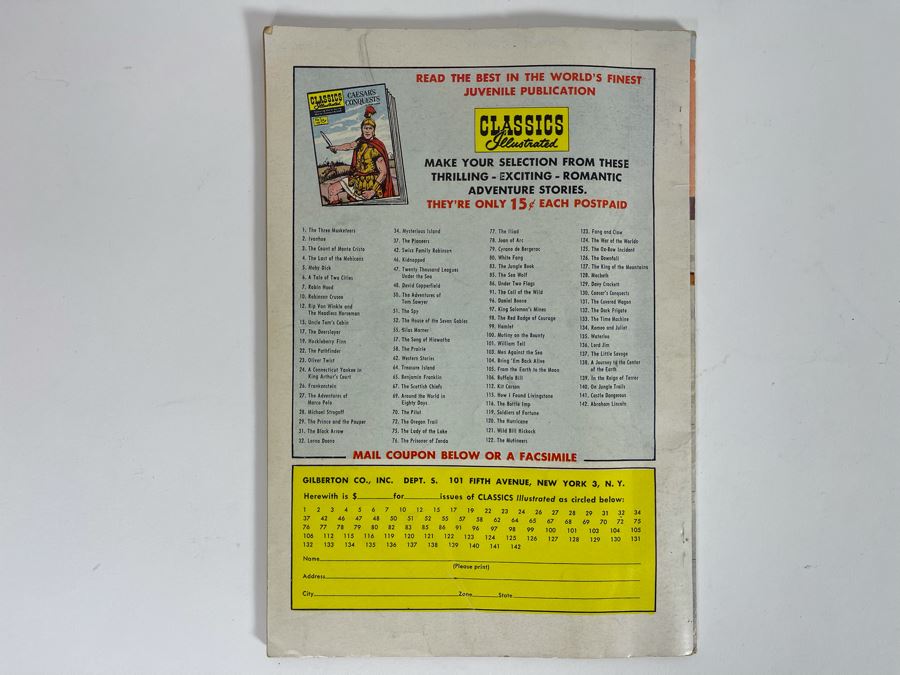 READ THE BEST IN THE WORLD'S FINEST
JUVENILE PUBLICATION
CLASSICS
Illustrated
CAESAR'S
CONQUESTS
CLASSICS
Illustrated
MAKE YOUR SELECTION FROM THESE
THRILLING - EXCITING - ROMANTIC
ADVENTURE STORIES.
THEY'RE ONLY 15¢ EACH POSTPAID
1. The Three Musketeers
2. Ivanhoe
3. The Count of Monte Cristo
4. The Last of the Mohicans
5. Moby Dick
6. A Tale of Two Cities
7. Robin Hood
10. Robinson Crusoe
12. Rip Van Winkle and
The Headless Horseman
15. Uncle Tom's Cabin
17. The Deerslayer
19. Huckleberry Finn
22. The Pathfinder
23. Oliver Twist
24. A Connecticut Yankee in
King Arthur's Court
26. Frankenstein
27. The Adventures of
Marco Polo
28. Michael Strogoff
29. The Prince and the Pauper
31. The Black Arrow
32. Lorna Doone
34. Mysterious Island
37. The Pioneers
42. Swiss Family Robinson
46. Kidnapped
47. Twenty Thousand Leagues
Under the Sea
48. David Copperfield
50. The Adventures of
Tom Sawyer
51. The Spy
52. The House of the Seven Gables
55. Silas Marner
57. The Song of Hiawatha
58. The Prairie
62. Western Stories
64. Treasure Island
65. Benjamin Franklin
67. The Scottish Chiefs
69. Around the World in
Eighty Days
70. The Pilot
72. The Oregon Trail
75. The Lady of the Lake
76. The Prisoner of Zenda
77. The Iliad
78. Joan of Arc
79. Cyrano de Bergerac
80. White Fang
83. The Jungle Book
85. The Sea Wolf
86. Under Two Flags
91. The Call of the Wild
96. Daniel Boone
97. King Solomon's Mines
98. The Red Badge of Courage
99. Hamlet
100. Mutiny on the Bounty
101. William Tell
103. Men Against the Sea
104. Bring 'Em Back Alive
105. From the Earth to the Moon
106. Buffalo Bill
112. Kit Carson
115. How I Found Livingstone
116. The Bottle Imp
119. Soldiers of Fortune
120. The Hurricane
121. Wild Bill Hickock
122. The Mutineers
123. Fang and Claw
124. The War of the Worlds
125. The Ox-Bow Incident
126. The Downfall
127. The King of the Mountains
128. Macbeth
129. Davy Crockett
130. Caesar's Conquests
131. The Covered Wagon
132. The Dark Frigate
133. The Time Machine
134. Romeo and Juliet
135. Waterloo
136. Lord Jim
137. The Little Savage
138. A Journey to the Center
of the Earth
139. In the Reign of Terror
140. On Jungle Trails
141. Castle Dangerous
142. Abraham Lincoln
MAIL COUPON BELOW OR A FACSIMILE
GILBERTON CO., INC. DEPT. S. 101 FIFTH AVENUE, NEW YORK 3, N. Y.
Herewith is $ for issues of CLASSICS Illustrated as circled below:
1 2 3 4 5 6 7 10 12 15 17 19 22 23 24 26 27 28 29 31 32 34
37 42 46 47 48 50 51 52 55 57 58 62 64 65 67 69 70 72 75
76 77 78 79 80 83 85 86 91 96 97 98 99 100 101 103 104 105
106 112 115 116 119 120 121 122 123 124 125 126 127 128 129 130 131
132 133 134 135 136 137 138 139 140 141 142
Name
(Please print)
Address
City Zone State